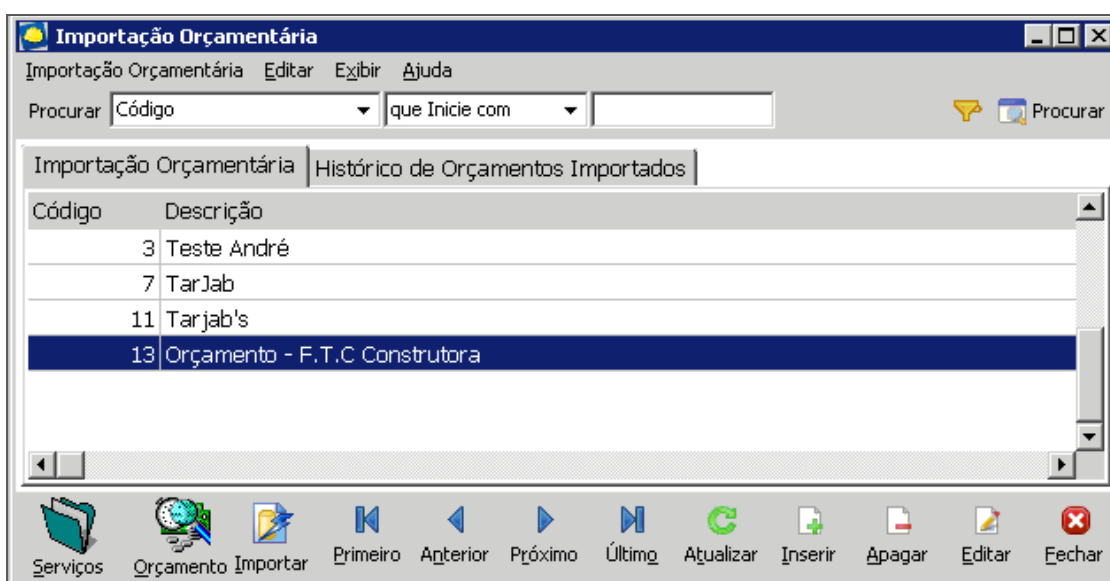 Importação Orçamentária
Importação Orçamentária Editar Exibir Ajuda
Procurar Código que Inicie com Procurar
Importação Orçamentária Histórico de Orçamentos Importados
Código Descrição
3 Teste André
7 TarJab
11 Tarjab's
13 Orçamento - F.T.C Construtora
Serviços Orçamento Importar Primeiro Anterior Próximo Último Atualizar Inserir Apagar Editar Fechar